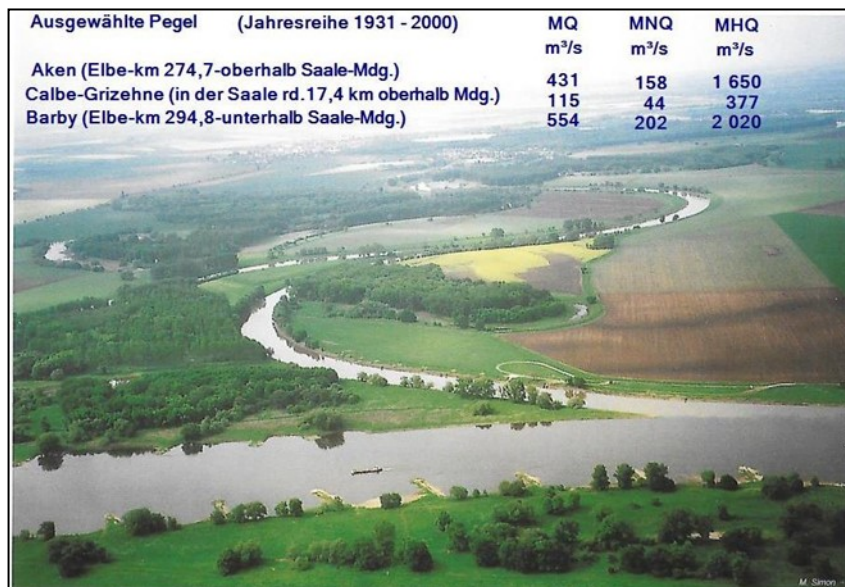 Ausgewählte Pegel (Jahresreihe 1931 - 2000) MQ MNQ MHQ
m³/s m³/s m³/s
Aken (Elbe-km 274,7-oberhalb Saale-Mdg.) 431 158 1 650
Calbe-Grizehne (in der Saale rd.17,4 km oberhalb Mdg.) 115 44 377
Barby (Elbe-km 294,8-unterhalb Saale-Mdg.) 554 202 2 020
M. Simon